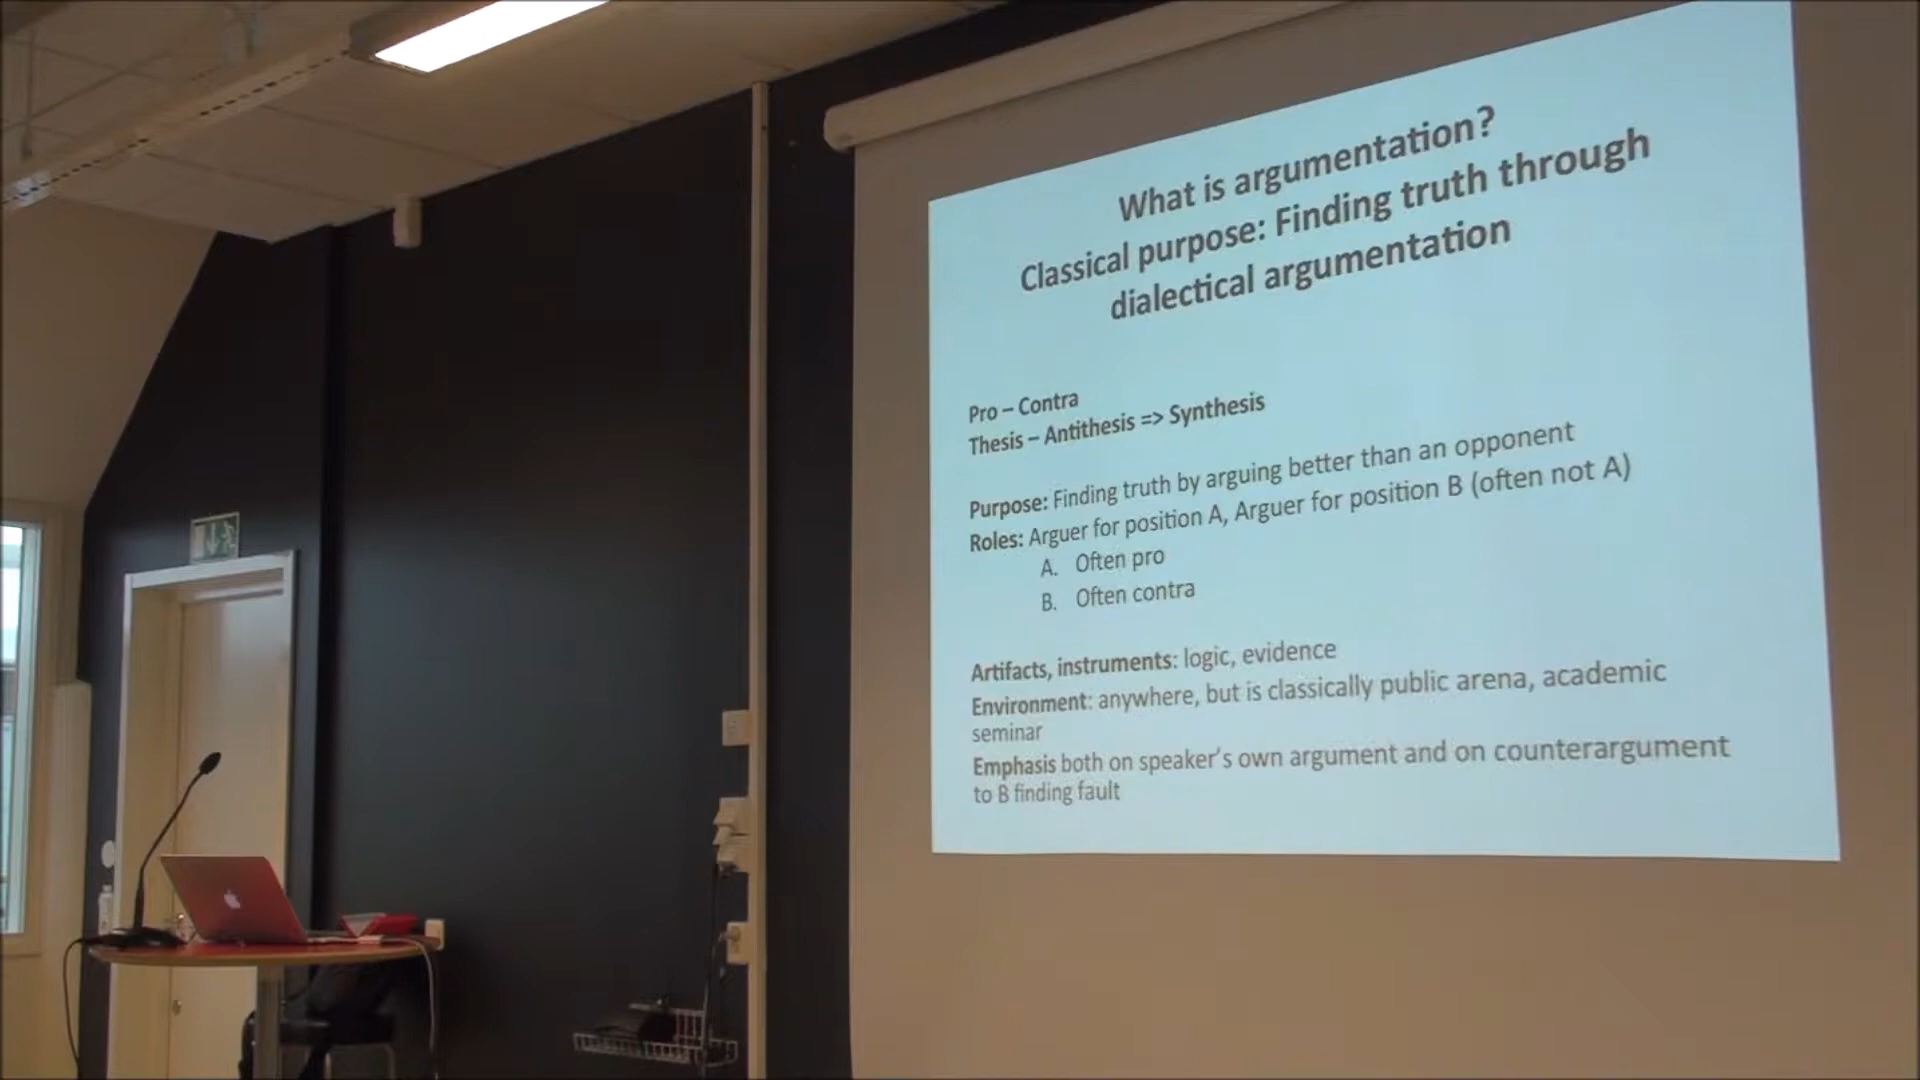 What is argumentation?
Classical purpose: Finding truth through
dialectical argumentation
Pro – Contra
Thesis – Antithesis => Synthesis
Purpose: Finding truth by arguing better than an opponent
Roles: Arguer for position A, Arguer for position B (often not A)
A. Often pro
B. Often contra
Artifacts, instruments: logic, evidence
Environment: anywhere, but is classically public arena, academic
seminar
Emphasis both on speaker's own argument and on counterargument
to B finding fault